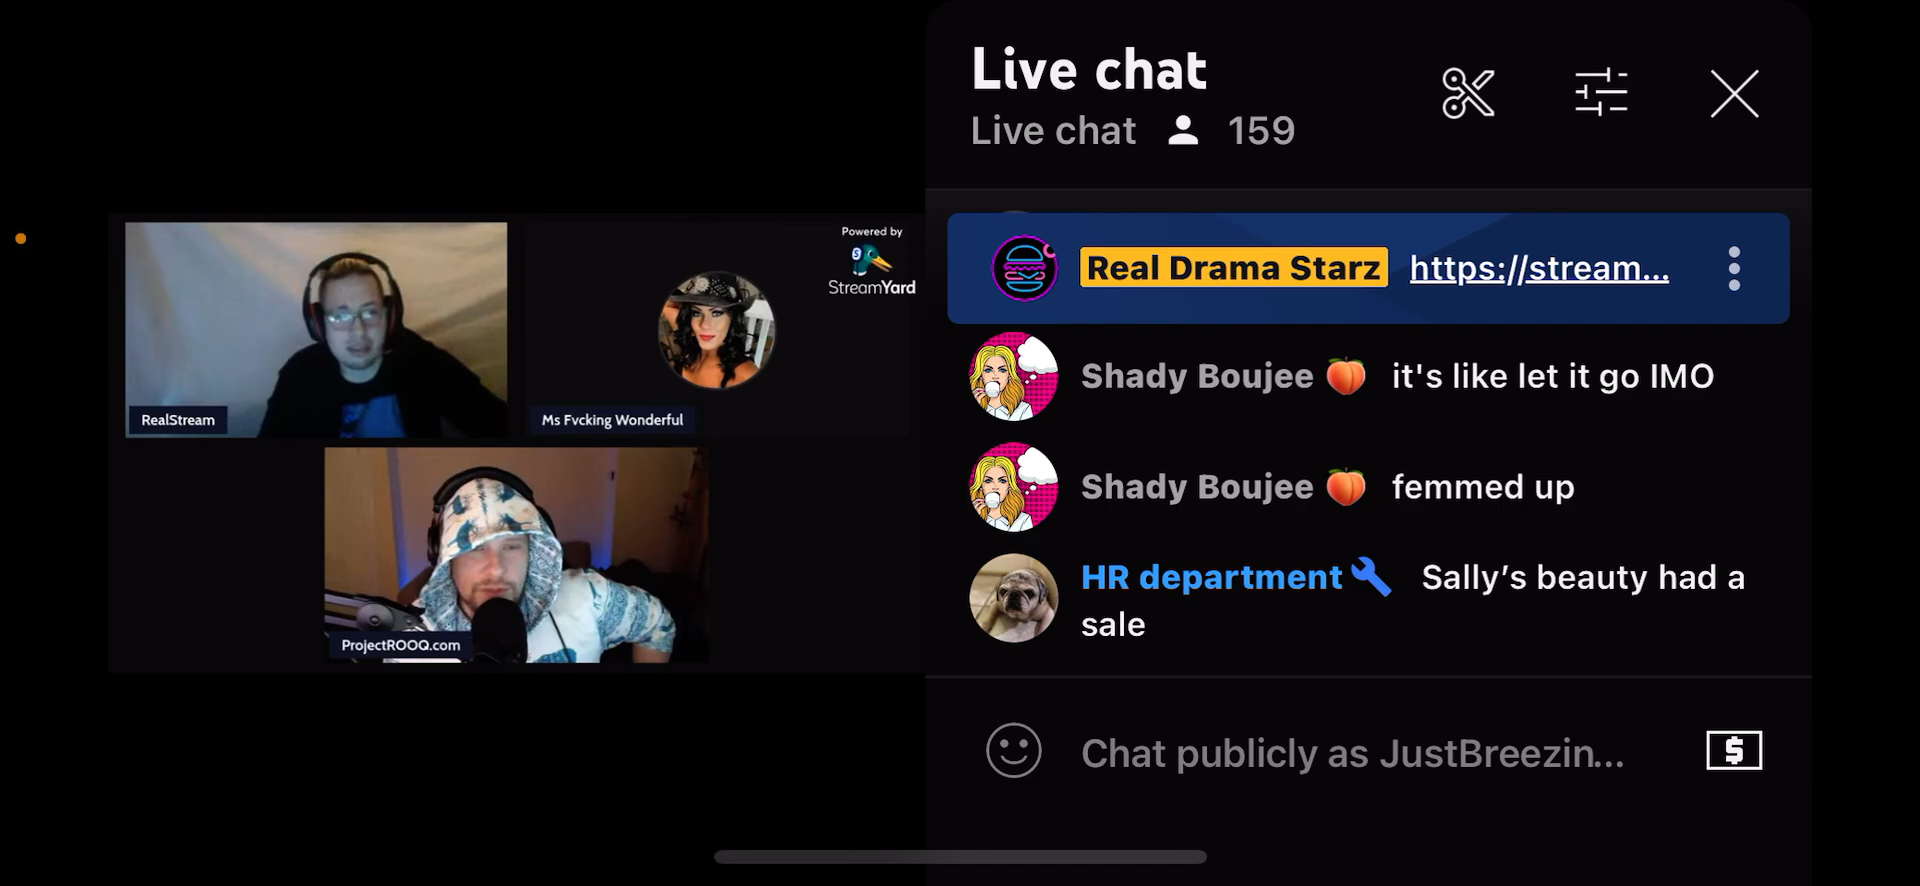 Live chat
Live chat 159
Powered by
StreamYard
RealStream
Ms Fvcking Wonderful
ProjectROOQ.com
Real Drama Starz https://stream...
Shady Boujee 🍑 it's like let it go IMO
Shady Boujee 🍑 femmed up
HR department Sally’s beauty had a
sale
Chat publicly as JustBreezin...